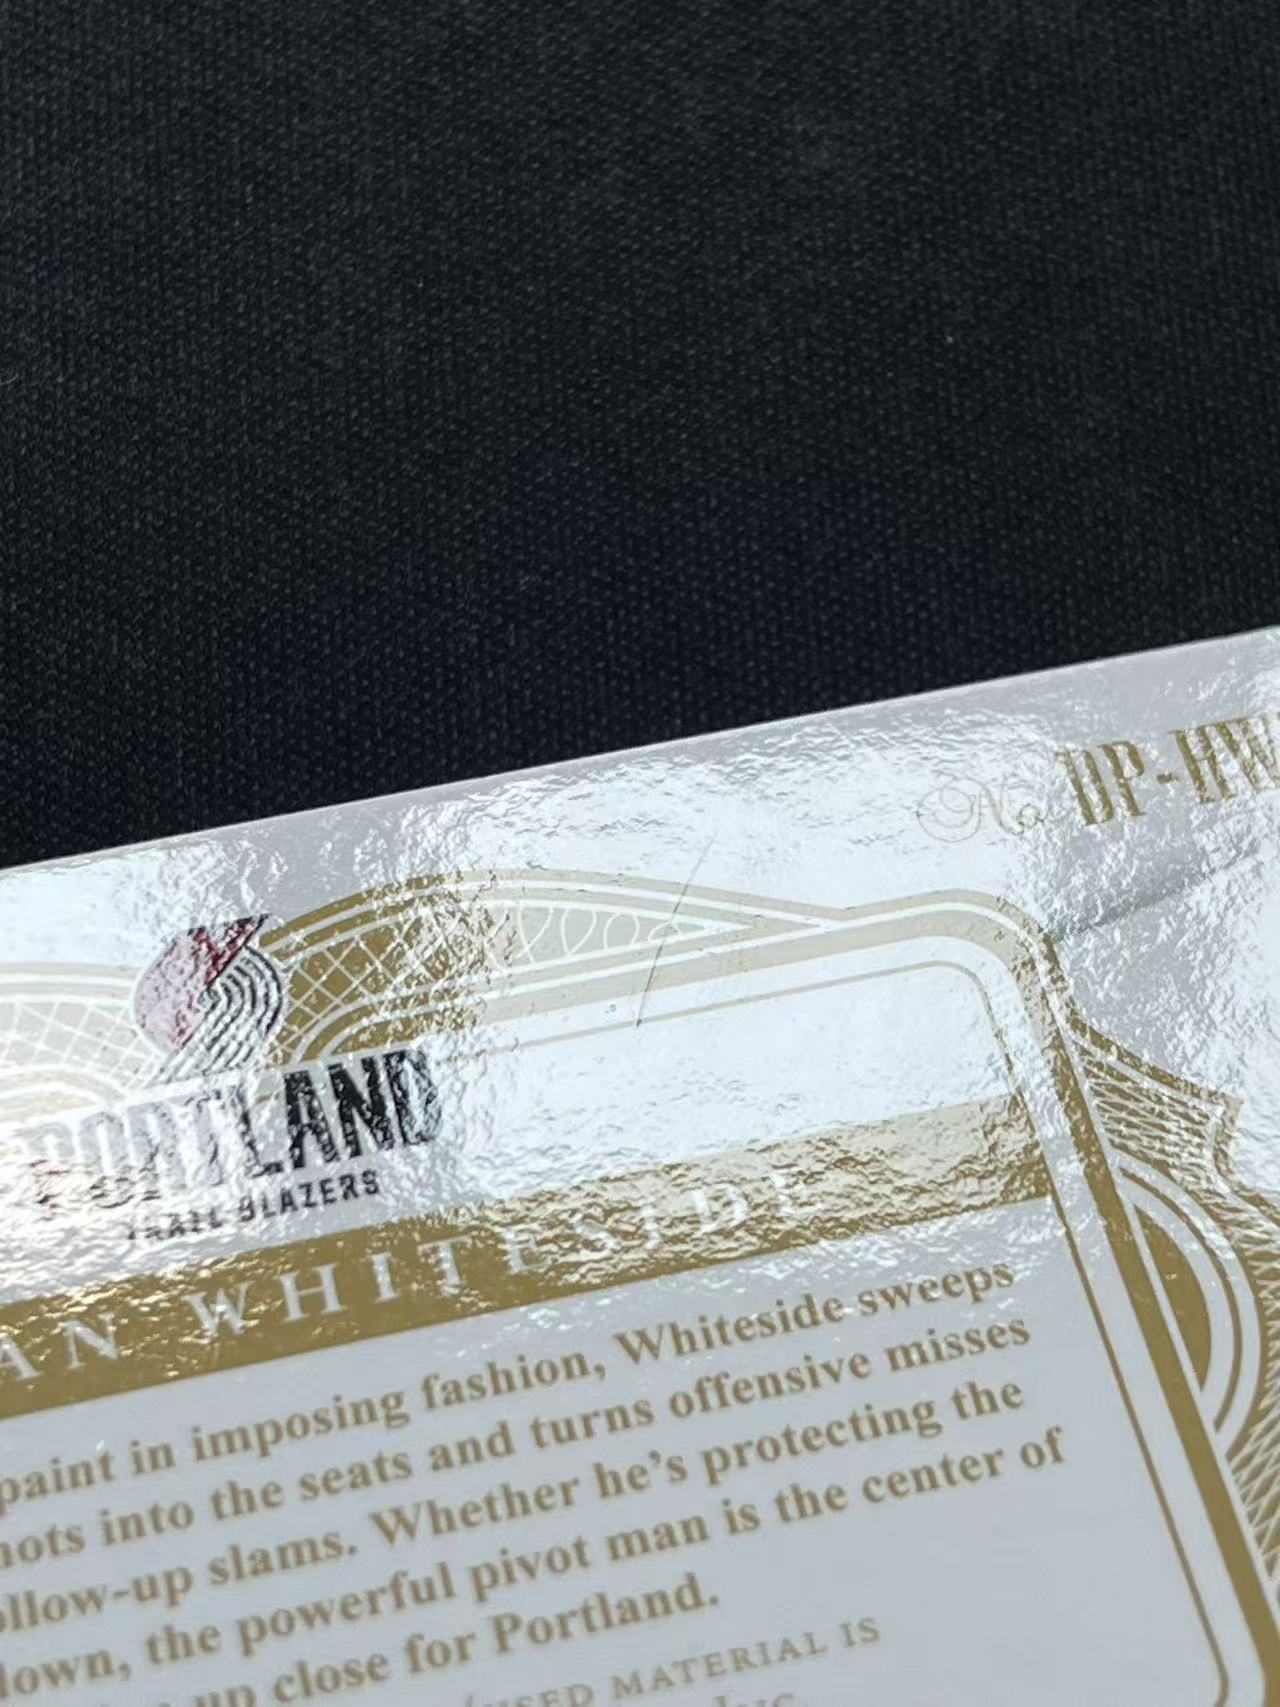 No. DP-HW
PORTLAND
TRAIL BLAZERS
AN WHITESIDE
paint in imposing fashion, Whiteside sweeps
hots into the seats and turns offensive misses
ollow-up slams. Whether he's protecting the
down, the powerful pivot man is the center of
up close for Portland.
/USED MATERIAL IS